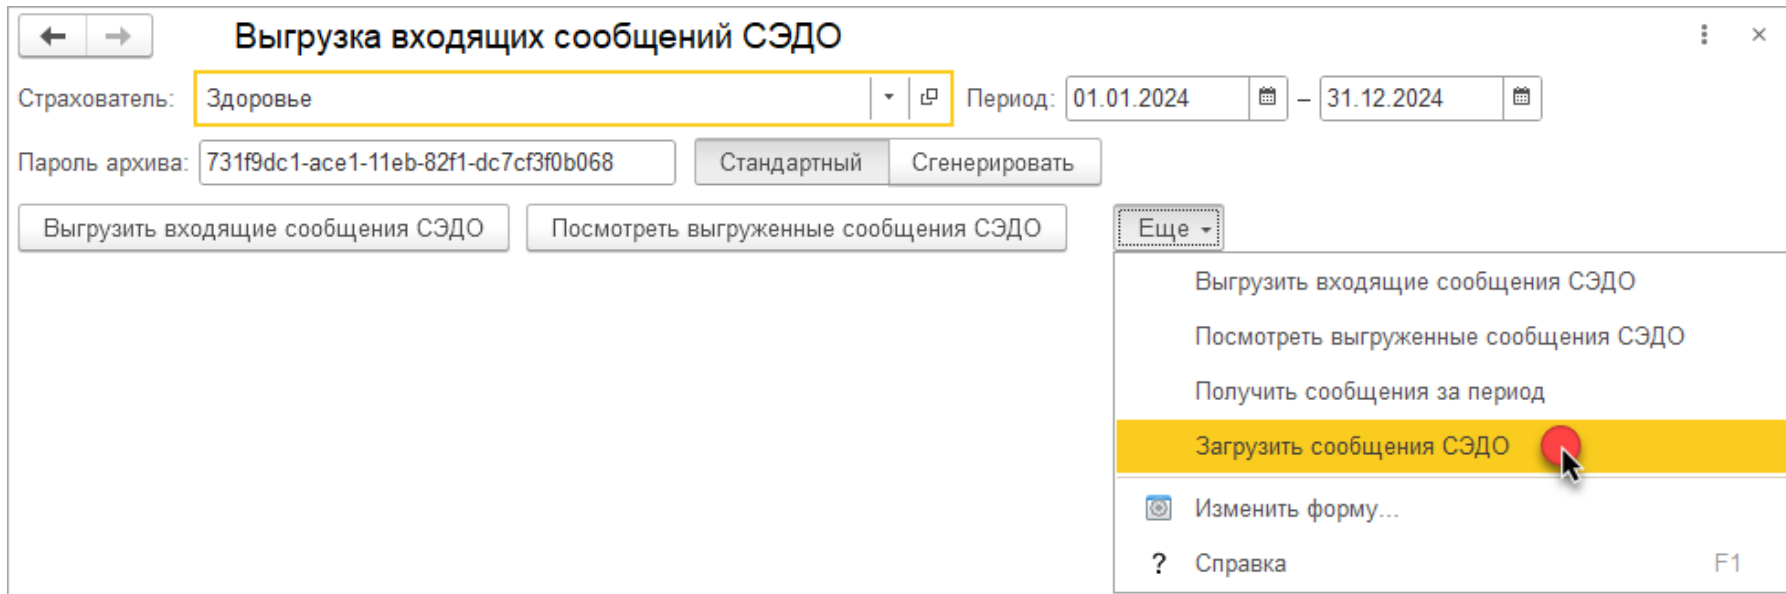 Выгрузка входящих сообщений СЭДО
Страхователь: Здоровье Период: 01.01.2024 – 31.12.2024
Пароль архива: 731f9dc1-ace1-11eb-82f1-dc7cf3f0b068 Стандартный Сгенерировать
Выгрузить входящие сообщения СЭДО Посмотреть выгруженные сообщения СЭДО Еще
Выгрузить входящие сообщения СЭДО
Посмотреть выгруженные сообщения СЭДО
Получить сообщения за период
Загрузить сообщения СЭДО
Изменить форму...
? Справка F1